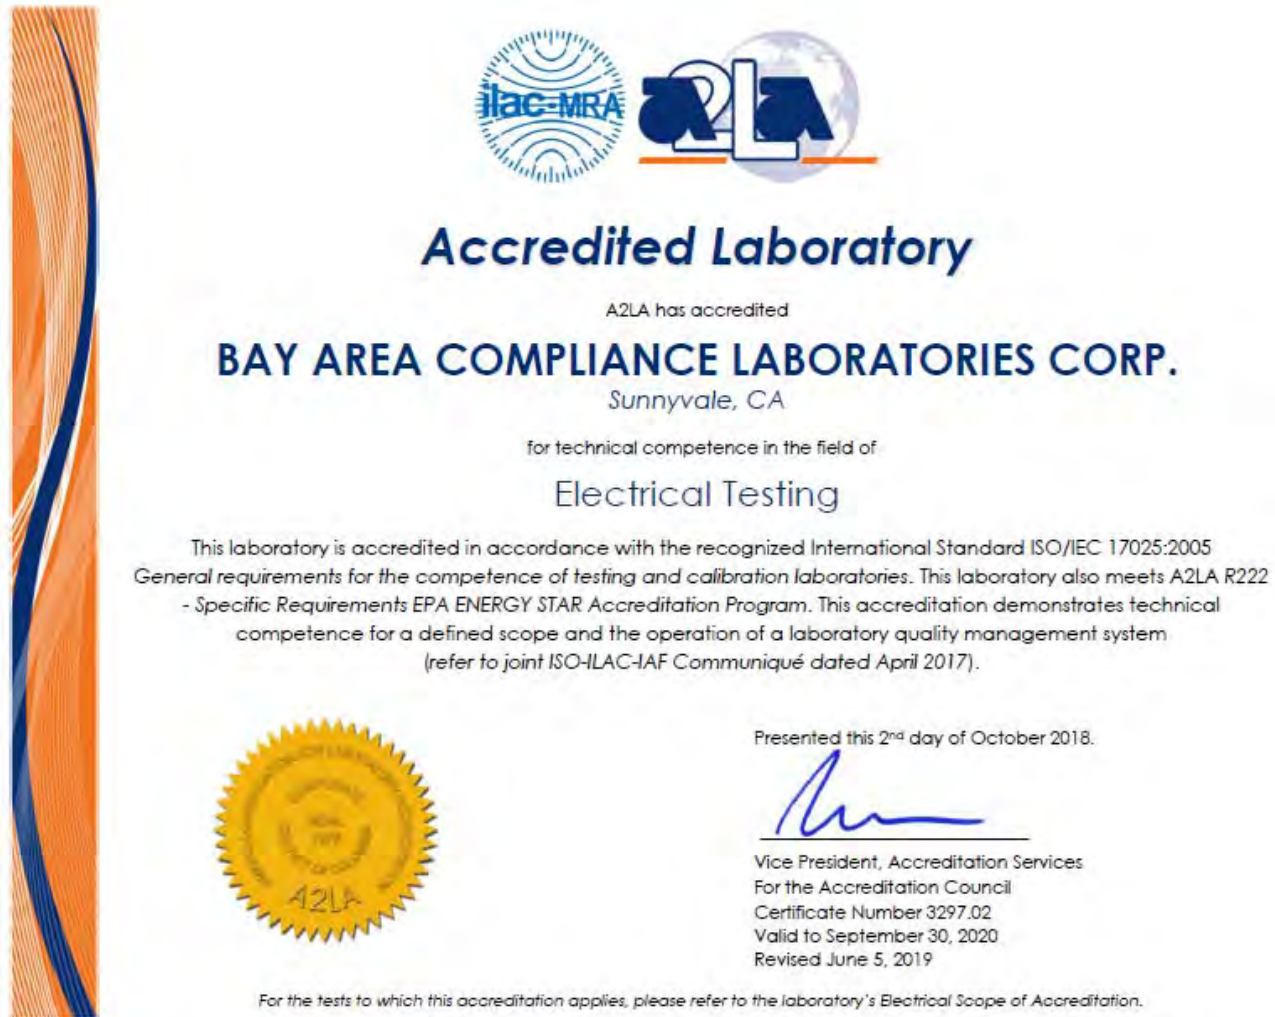 ilac-MRA
A2LA
Accredited Laboratory
A2LA has accredited
BAY AREA COMPLIANCE LABORATORIES CORP.
Sunnyvale, CA
for technical competence in the field of
Electrical Testing
This laboratory is accredited in accordance with the recognized International Standard ISO/IEC 17025:2005
General requirements for the competence of testing and calibration laboratories. This laboratory also meets A2LA R222
- Specific Requirements EPA ENERGY STAR Accreditation Program. This accreditation demonstrates technical
competence for a defined scope and the operation of a laboratory quality management system
(refer to joint ISO-ILAC-IAF Communiqué dated April 2017).
Presented this 2nd day of October 2018.
A2LA
Vice President, Accreditation Services
For the Accreditation Council
Certificate Number 3297.02
Valid to September 30, 2020
Revised June 5, 2019
For the tests to which this accreditation applies, please refer to the laboratory's Electrical Scope of Accreditation.